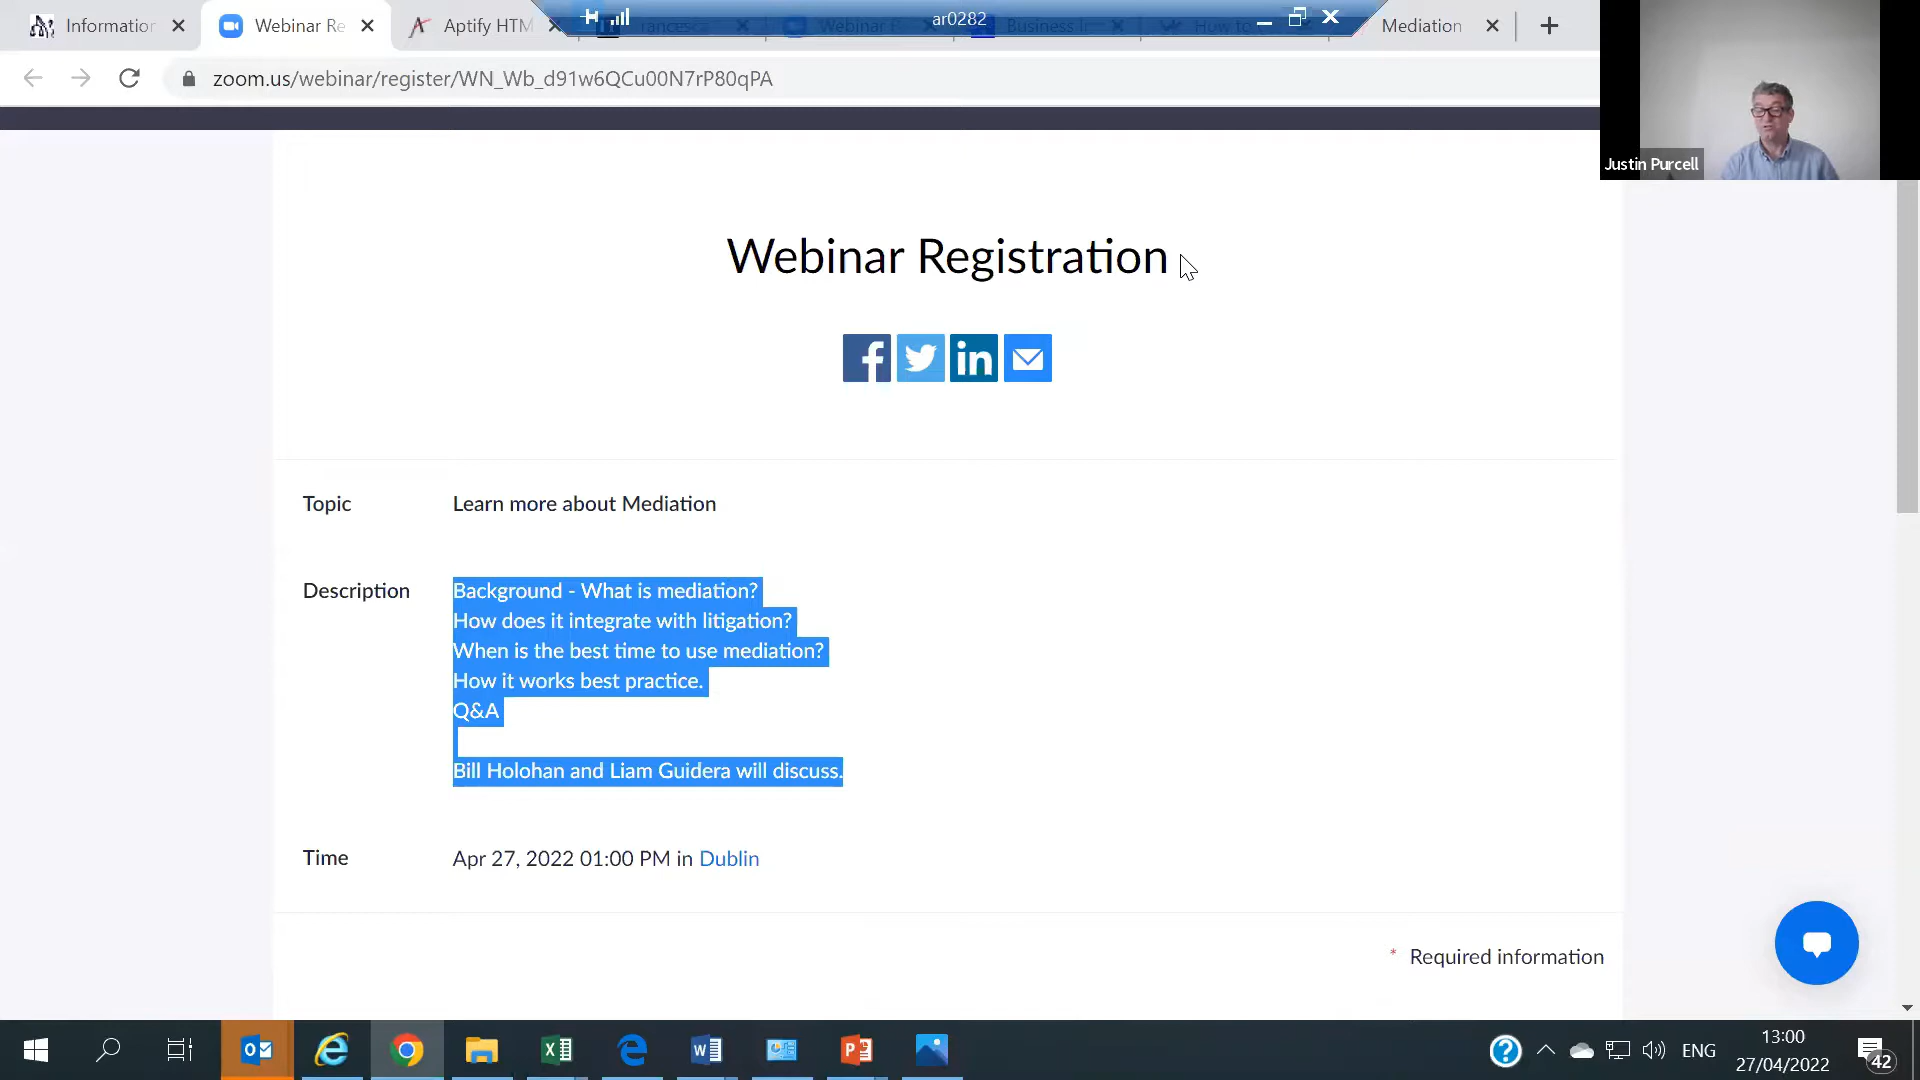 Information
Webinar Re
Aptify HTM
ar0282
Mediation
zoom.us/webinar/register/WN_Wb_d91w6QCu00N7rP80qPA
Justin Purcell
Webinar Registration
Topic
Learn more about Mediation
Description
Background - What is mediation?
How does it integrate with litigation?
When is the best time to use mediation?
How it works best practice.
Q&A
Bill Holohan and Liam Guidera will discuss.
Time
Apr 27, 2022 01:00 PM in Dublin
* Required information
ENG
13:00
27/04/2022
42